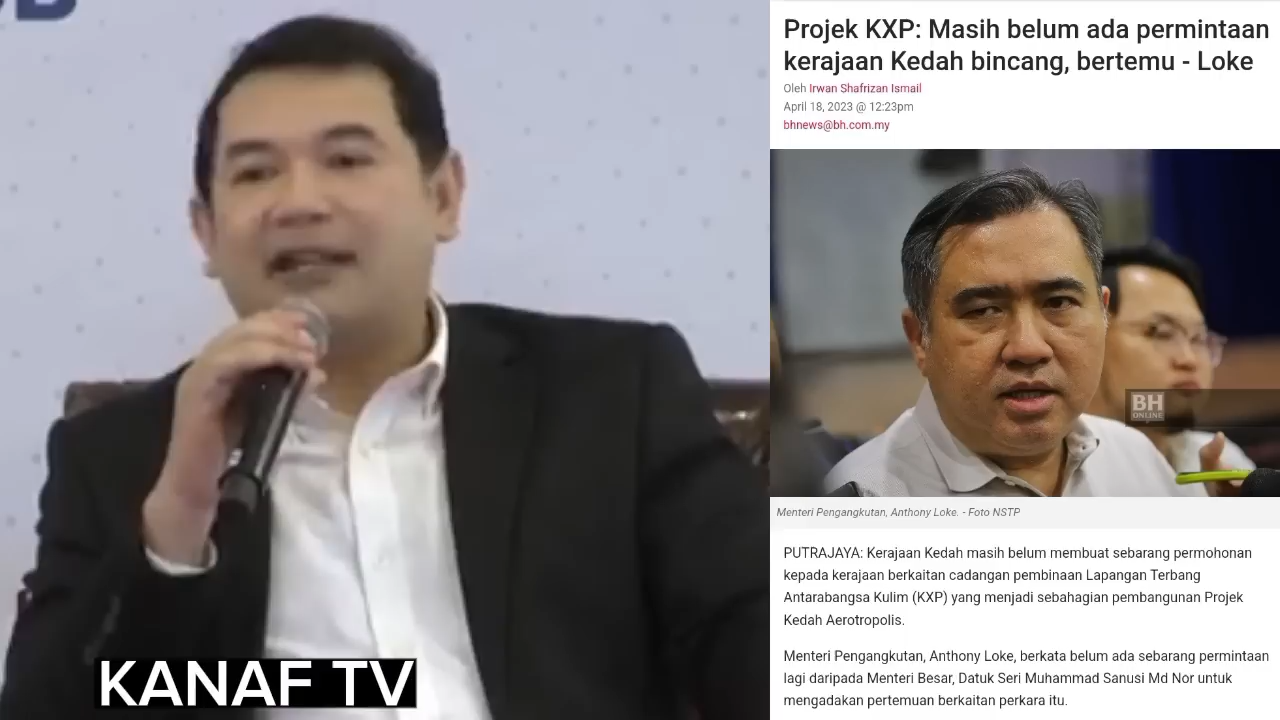 KANAF TV
Projek KXP: Masih belum ada permintaan
kerajaan Kedah bincang, bertemu - Loke
Oleh Irwan Shafrizan Ismail
April 18, 2023 @ 12:23pm
bhnews@bh.com.my
BH
ONLINE
Menteri Pengangkutan, Anthony Loke. - Foto NSTP
PUTRAJAYA: Kerajaan Kedah masih belum membuat sebarang permohonan
kepada kerajaan berkaitan cadangan pembinaan Lapangan Terbang
Antarabangsa Kulim (KXP) yang menjadi sebahagian pembangunan Projek
Kedah Aerotropolis.
Menteri Pengangkutan, Anthony Loke, berkata belum ada sebarang permintaan
lagi daripada Menteri Besar, Datuk Seri Muhammad Sanusi Md Nor untuk
mengadakan pertemuan berkaitan perkara itu.